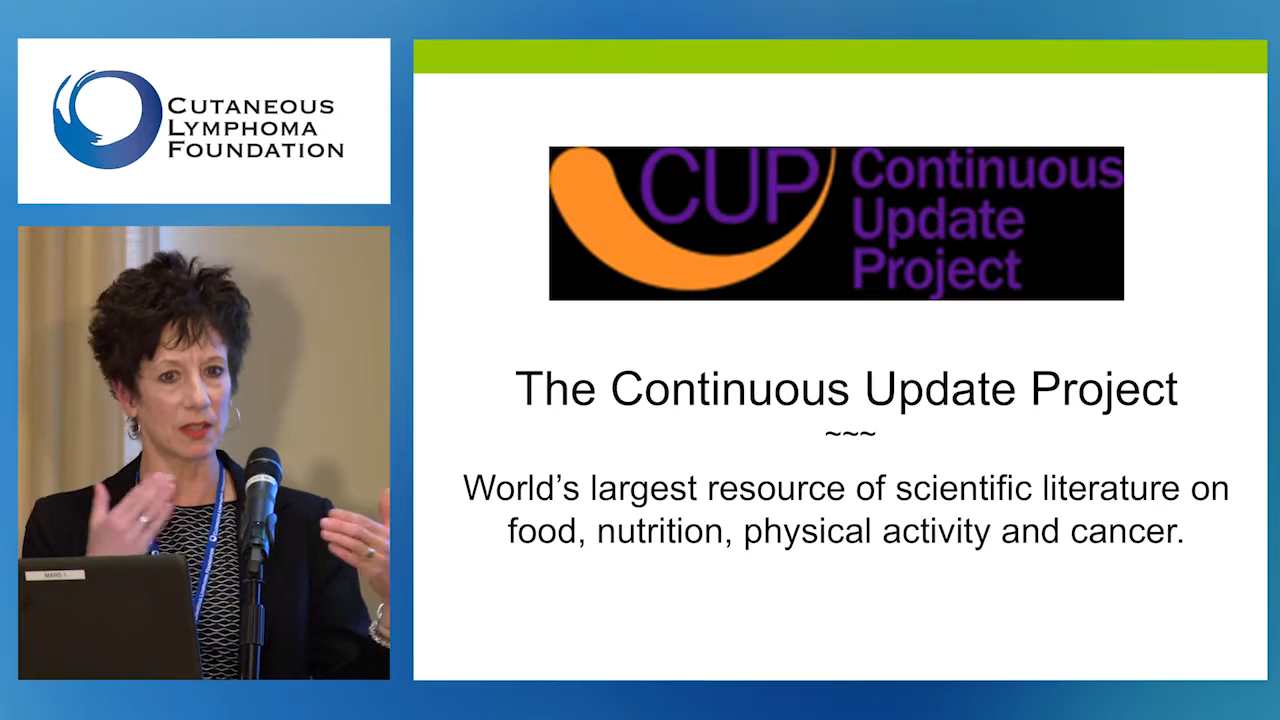 CUTANEOUS
LYMPHOMA
FOUNDATION
CUP Continuous
Update
Project
The Continuous Update Project
~~~
World's largest resource of scientific literature on
food, nutrition, physical activity and cancer.